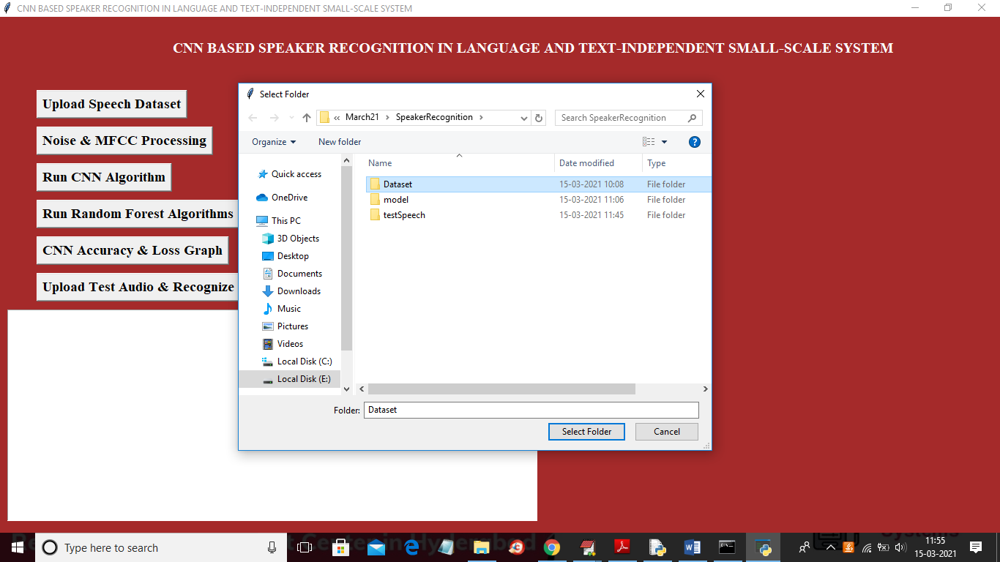 CNN BASED SPEAKER RECOGNITION IN LANGUAGE AND TEXT-INDEPENDENT SMALL-SCALE SYSTEM
CNN BASED SPEAKER RECOGNITION IN LANGUAGE AND TEXT-INDEPENDENT SMALL-SCALE SYSTEM
Upload Speech Dataset
Noise & MFCC Processing
Run CNN Algorithm
Run Random Forest Algorithms
CNN Accuracy & Loss Graph
Upload Test Audio & Recognize
Select Folder
« March21 › SpeakerRecognition ›
Search SpeakerRecognition
Organize New folder
Name Date modified Type
Quick access
OneDrive
This PC
3D Objects
Desktop
Documents
Downloads
Music
Pictures
Videos
Local Disk (C:)
Local Disk (E:)
Dataset 15-03-2021 10:08 File folder
model 15-03-2021 11:06 File folder
testSpeech 15-03-2021 11:45 File folder
Folder: Dataset
Select Folder Cancel
Type here to search
11:55
15-03-2021